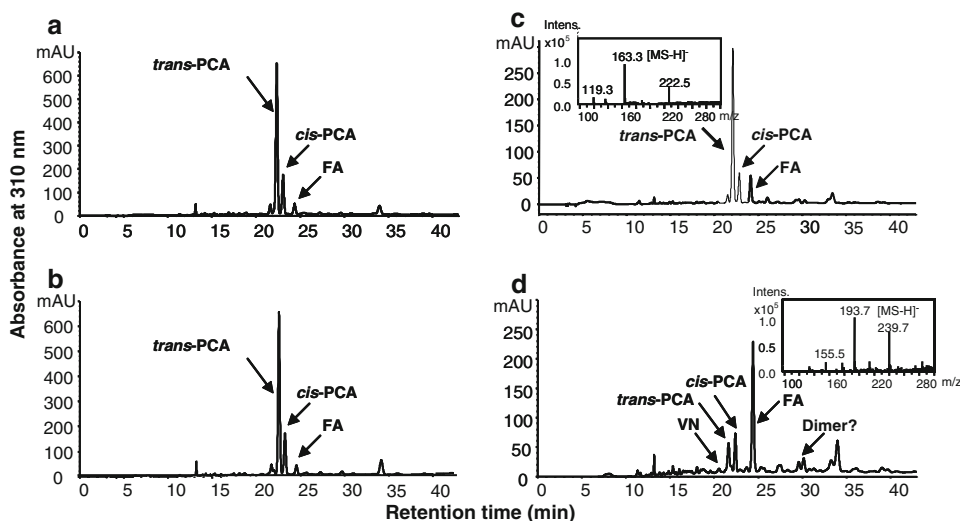 a
mAU
600
500
400
300
200
100
0
trans-PCA
cis-PCA
FA
0 5 10 15 20 25 30 35 40
b
mAU
600
500
400
300
200
100
0
trans-PCA
cis-PCA
FA
0 5 10 15 20 25 30 35 40
c
mAU
250
200
150
100
50
0
Intens.
x10⁵
1.0
0.5
0.0
163.3 [MS-H]⁻
119.3
222.5
100 160 220 280 m/z
trans-PCA
cis-PCA
FA
0 5 10 15 20 25 30 35 40
d
mAU
250
200
150
100
50
0
Intens.
x10⁵
1.0
0.5
0.0
193.7 [MS-H]⁻
239.7
155.5
100 160 220 280 m/z
cis-PCA
trans-PCA
VN
FA
Dimer?
0 5 10 15 20 25 30 35 40
Absorbance at 310 nm
Retention time (min)